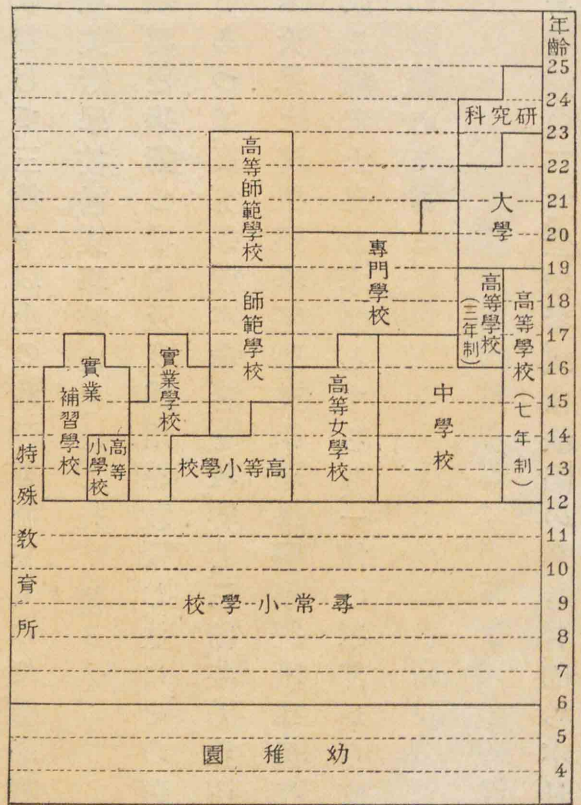 年齡
25
24
23
22
21
20
19
18
17
16
15
14
13
12
11
10
9
8
7
6
5
4
科究研
大學
高等學校(三年制)
高等學校(七年制)
專門學校
中學校
高等女學校
高等師範學校
師範學校
校學小等高
實業學校
實業
補習學校
高等
小學校
特殊教育所
校學小常尋
園稚幼